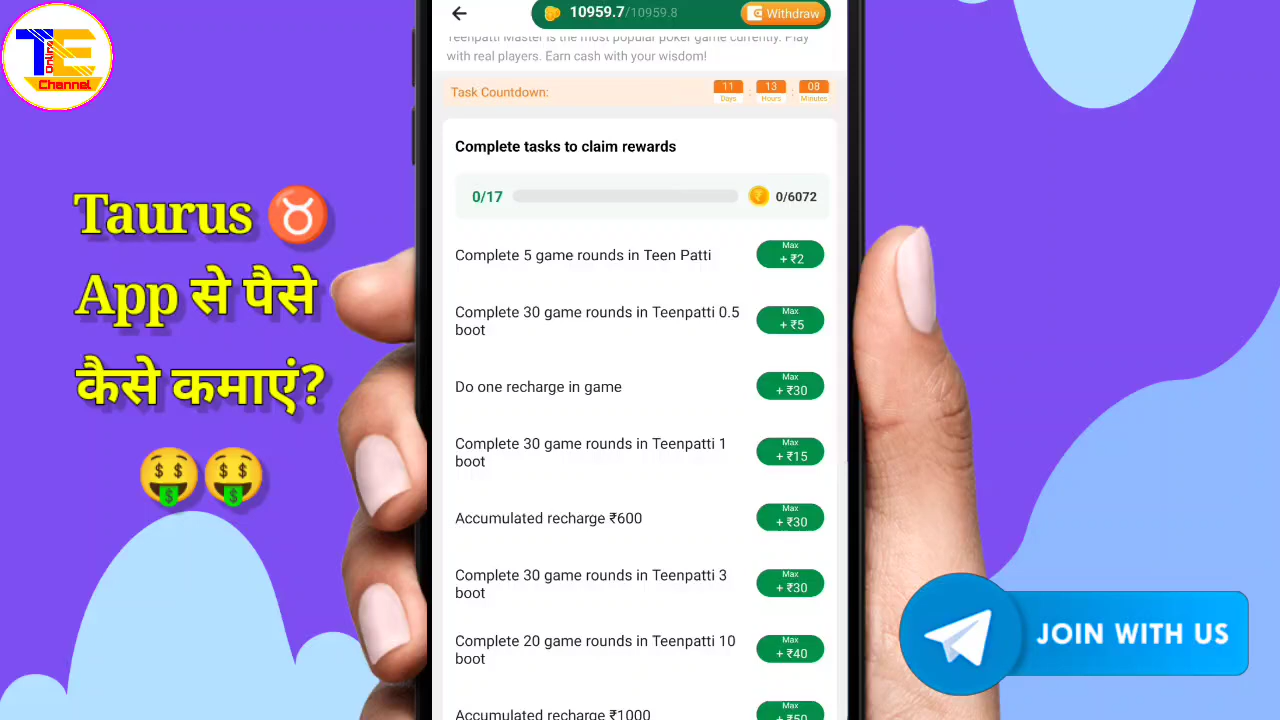 TE
Online
Channel
Taurus
App से पैसे
कैसे कमाएं?
10959.7/10959.8
Withdraw
Teenpatti Master is the most popular poker game currently. Play
with real players. Earn cash with your wisdom!
Task Countdown:
11 : 13 : 08
Days Hours Minutes
Complete tasks to claim rewards
0/17
0/6072
Complete 5 game rounds in Teen Patti
Max
+ ₹2
Complete 30 game rounds in Teenpatti 0.5
boot
Max
+ ₹5
Do one recharge in game
Max
+ ₹30
Complete 30 game rounds in Teenpatti 1
boot
Max
+ ₹15
Accumulated recharge ₹600
Max
+ ₹30
Complete 30 game rounds in Teenpatti 3
boot
Max
+ ₹30
Complete 20 game rounds in Teenpatti 10
boot
Max
+ ₹40
Accumulated recharge ₹1000
Max
+ ₹50
JOIN WITH US